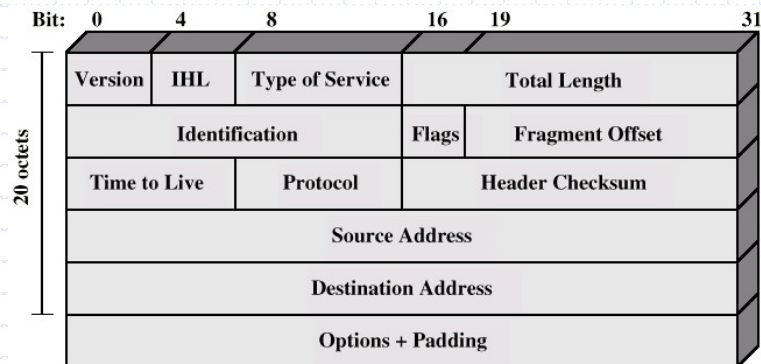 Bit: 0 4 8 16 19 31
Version IHL Type of Service Total Length
Identification Flags Fragment Offset
Time to Live Protocol Header Checksum
Source Address
Destination Address
Options + Padding
20 octets